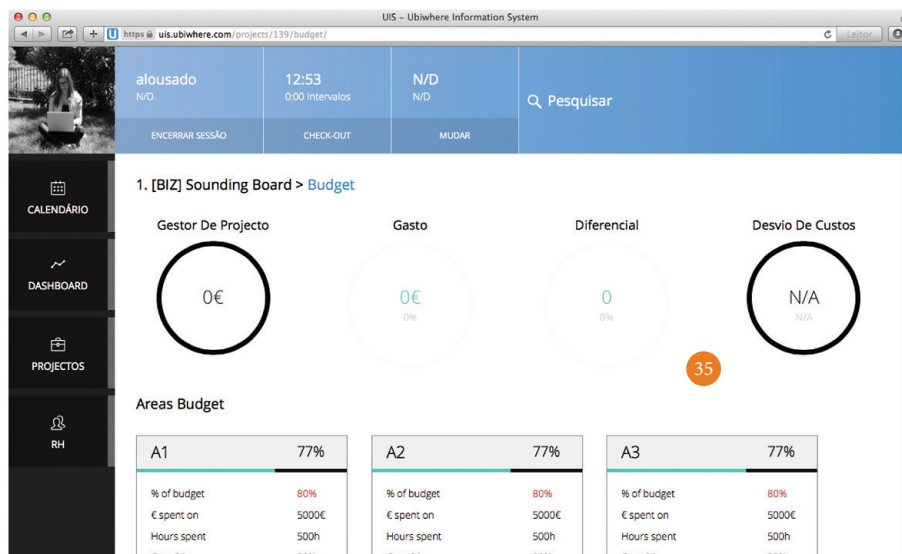 UIS – Ubiwhere Information System
https uis.ubiwhere.com/projects/139/budget/
Leitor
alousado
N/D
ENCERRAR SESSÃO
12:53
0:00 Intervalos
CHECK-OUT
N/D
N/D
MUDAR
Pesquisar
CALENDÁRIO
DASHBOARD
PROJECTOS
RH
1. [BIZ] Sounding Board > Budget
Gestor De Projecto
0€
Gasto
0€
0%
Diferencial
0
0%
Desvio De Custos
N/A
N/A
35
Areas Budget
A1 77%
% of budget 80%
€ spent on 5000€
Hours spent 500h
A2 77%
% of budget 80%
€ spent on 5000€
Hours spent 500h
A3 77%
% of budget 80%
€ spent on 5000€
Hours spent 500h